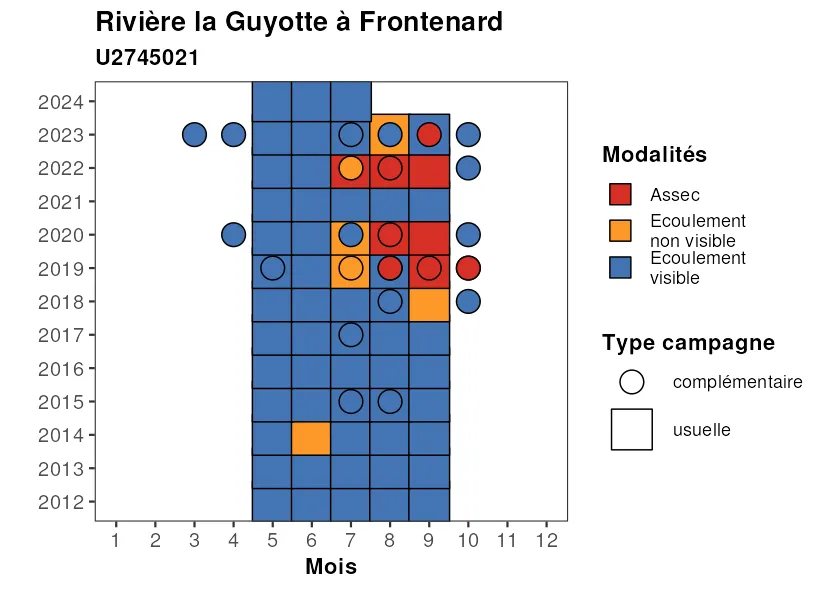 Rivière la Guyotte à Frontenard
U2745021
2024
2023
2022
2021
2020
2019
2018
2017
2016
2015
2014
2013
2012
1 2 3 4 5 6 7 8 9 10 11 12
Mois
Modalités
Assec
Ecoulement
non visible
Ecoulement
visible
Type campagne
complémentaire
usuelle